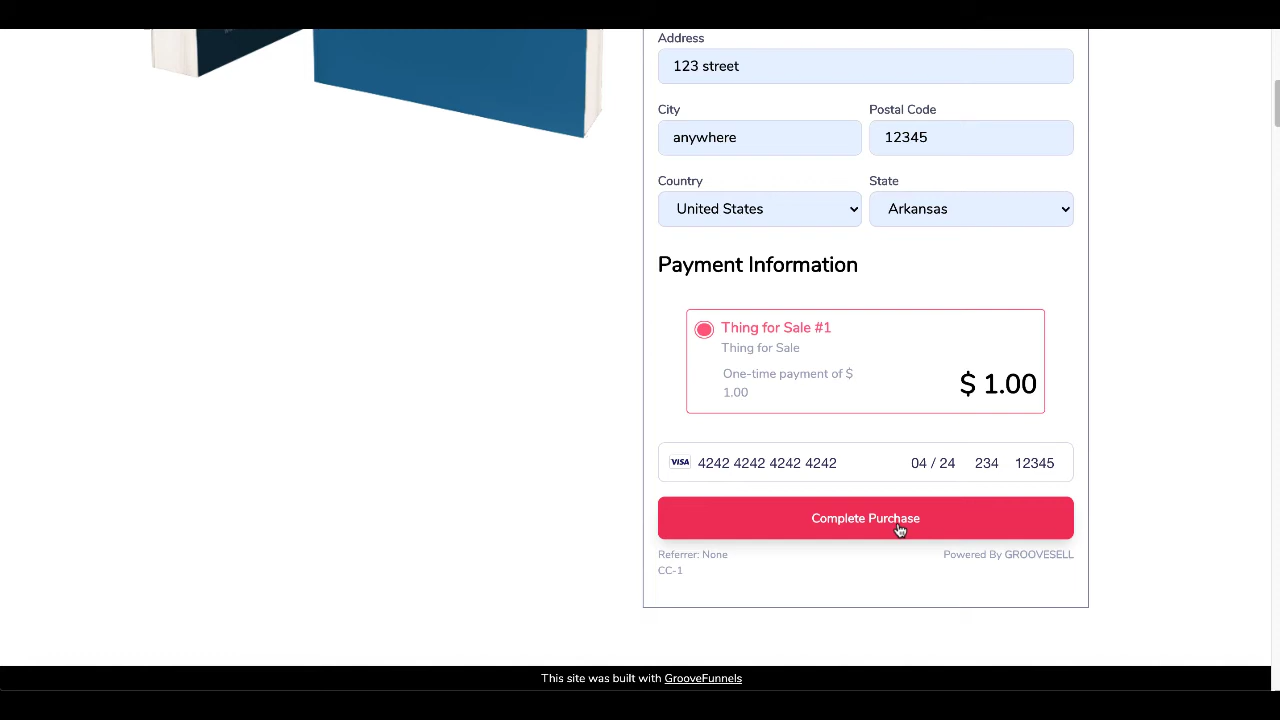 Address
123 street
City
Postal Code
anywhere
12345
Country
State
United States
Arkansas
Payment Information
Thing for Sale #1
Thing for Sale
One-time payment of $
1.00
$ 1.00
VISA 4242 4242 4242 4242 04 / 24 234 12345
Complete Purchase
Referrer: None
Powered By GROOVESELL
CC-1
This site was built with GrooveFunnels